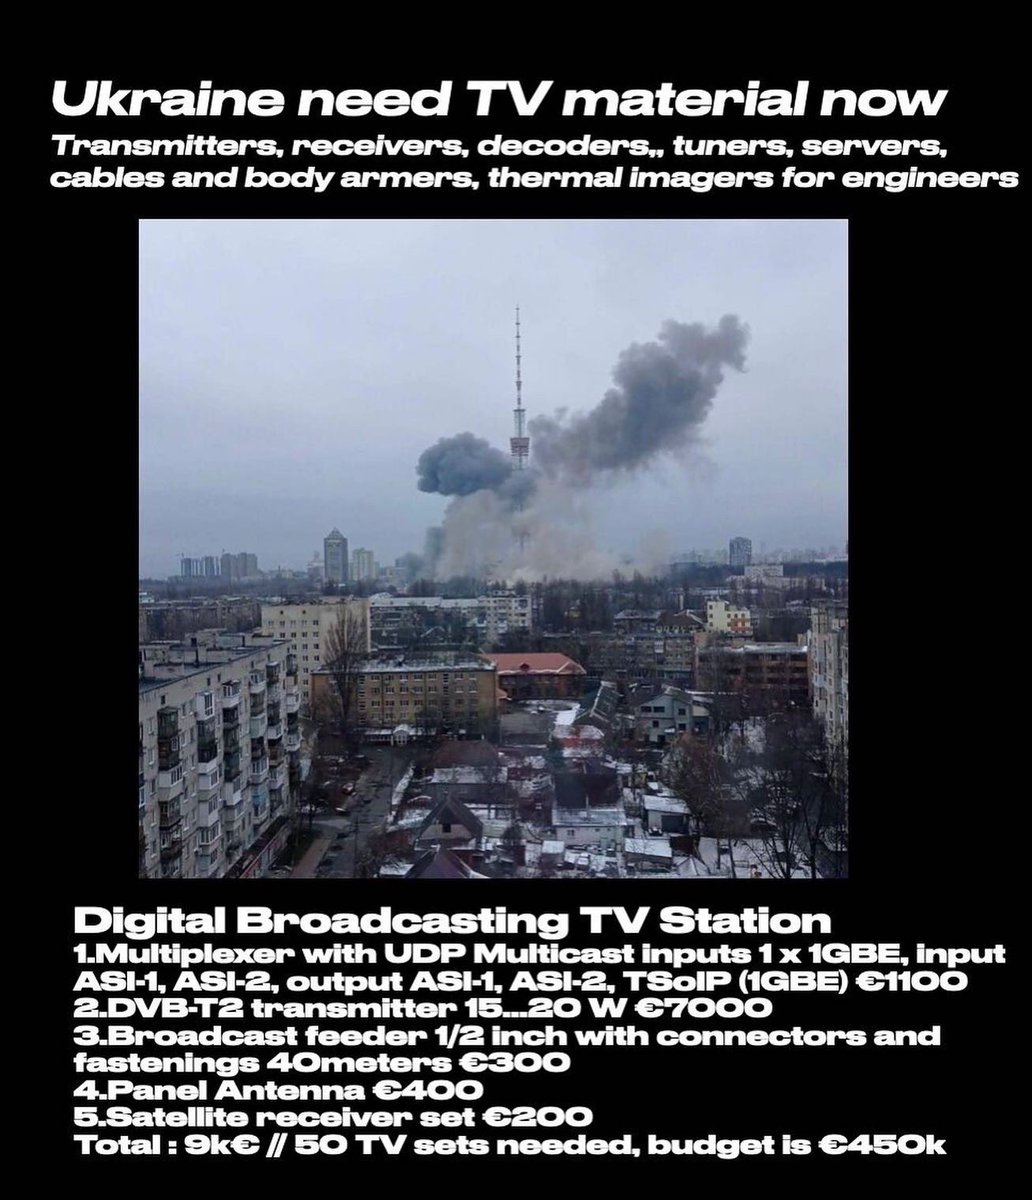 Ukraine need TV material now
Transmitters, receivers, decoders,, tuners, servers,
cables and body armers, thermal imagers for engineers
Digital Broadcasting TV Station
1.Multiplexer with UDP Multicast inputs 1 x 1GBE, input
ASI-1, ASI-2, output ASI-1, ASI-2, TSoIP (1GBE) €1100
2.DVB-T2 transmitter 15...20 W €7000
3.Broadcast feeder 1/2 inch with connectors and
fastenings 40meters €300
4.Panel Antenna €400
5.Satellite receiver set €200
Total : 9k€ // 50 TV sets needed, budget is €450k